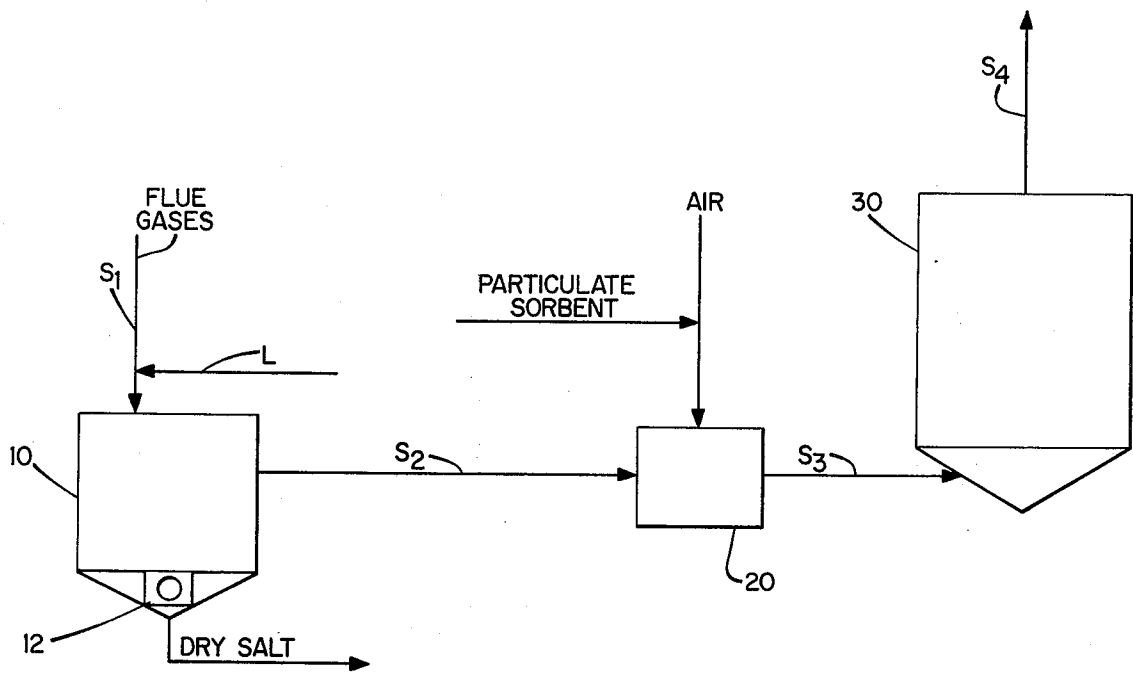 S4
30
FLUE
GASES
AIR
S1
PARTICULATE
SORBENT
L
10
S2
S3
20
12
DRY SALT